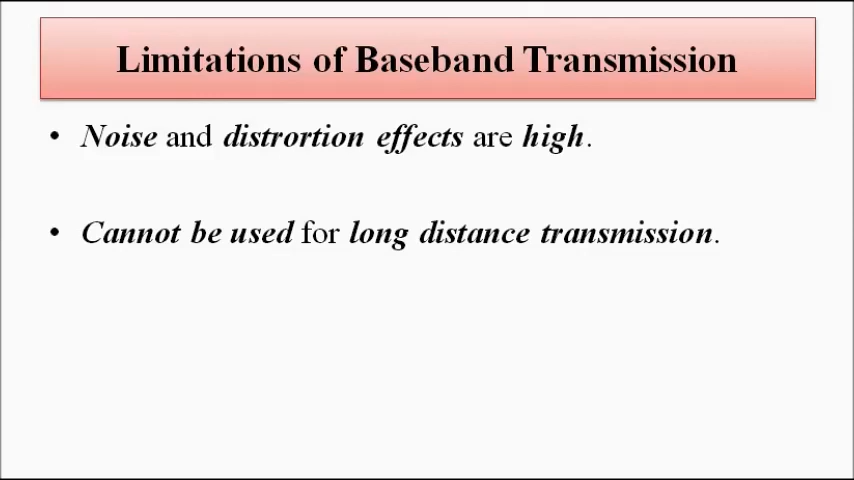 Limitations of Baseband Transmission
• Noise and distrortion effects are high.
• Cannot be used for long distance transmission.